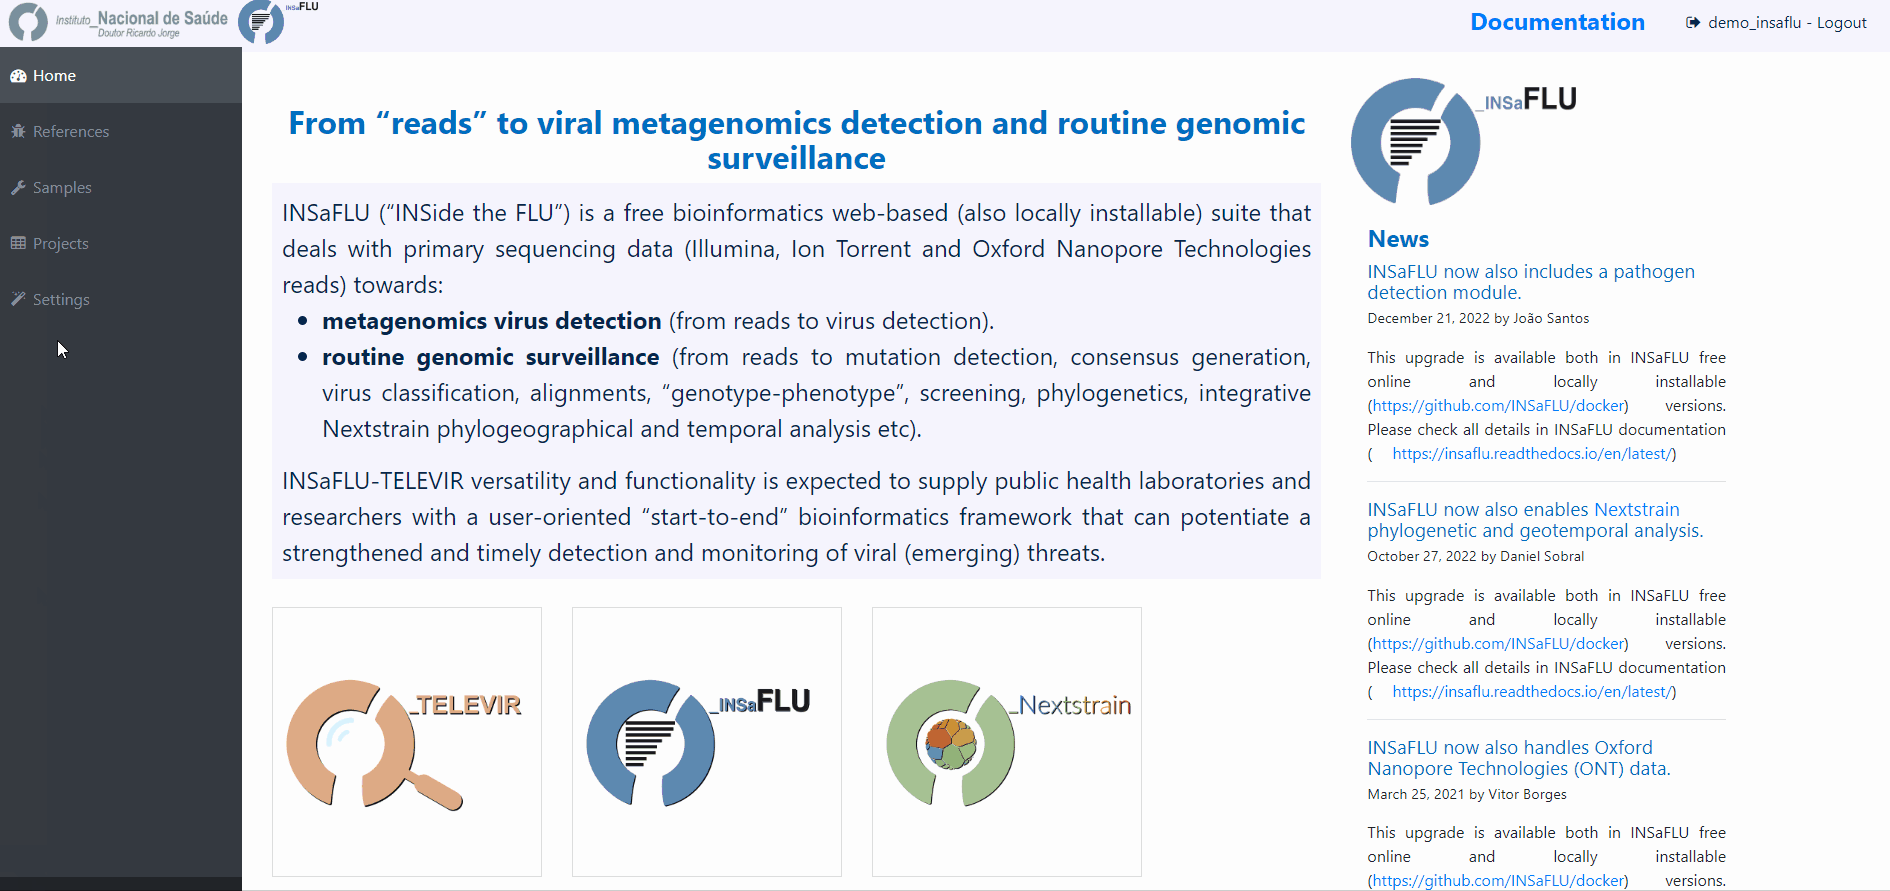 Instituto_Nacional de Saúde
Doutor Ricardo Jorge
_INSaFLU
Documentation
demo_insaflu - Logout
Home
References
Samples
Projects
Settings
From “reads” to viral metagenomics detection and routine genomic
surveillance
INSaFLU (“INSide the FLU”) is a free bioinformatics web-based (also locally installable) suite that
deals with primary sequencing data (Illumina, Ion Torrent and Oxford Nanopore Technologies
reads) towards:
• metagenomics virus detection (from reads to virus detection).
• routine genomic surveillance (from reads to mutation detection, consensus generation,
virus classification, alignments, “genotype-phenotype”, screening, phylogenetics, integrative
Nextstrain phylogeographical and temporal analysis etc).
INSaFLU-TELEVIR versatility and functionality is expected to supply public health laboratories and
researchers with a user-oriented “start-to-end” bioinformatics framework that can potentiate a
strengthened and timely detection and monitoring of viral (emerging) threats.
_TELEVIR
_INSaFLU
_Nextstrain
_INSaFLU
News
INSaFLU now also includes a pathogen
detection module.
December 21, 2022 by João Santos
This upgrade is available both in INSaFLU free
online and locally installable
(https://github.com/INSaFLU/docker) versions.
Please check all details in INSaFLU documentation
( https://insaflu.readthedocs.io/en/latest/)
INSaFLU now also enables Nextstrain
phylogenetic and geotemporal analysis.
October 27, 2022 by Daniel Sobral
This upgrade is available both in INSaFLU free
online and locally installable
(https://github.com/INSaFLU/docker) versions.
Please check all details in INSaFLU documentation
( https://insaflu.readthedocs.io/en/latest/)
INSaFLU now also handles Oxford
Nanopore Technologies (ONT) data.
March 25, 2021 by Vitor Borges
This upgrade is available both in INSaFLU free
online and locally installable
(https://github.com/INSaFLU/docker) versions.